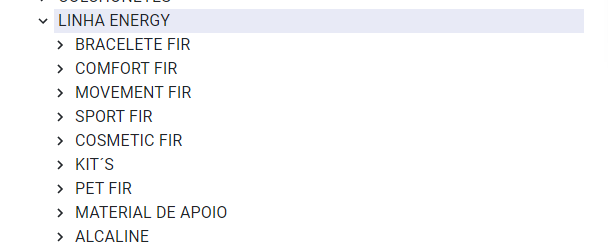 LINHA ENERGY
BRACELETE FIR
COMFORT FIR
MOVEMENT FIR
SPORT FIR
COSMETIC FIR
KIT´S
PET FIR
MATERIAL DE APOIO
ALCALINE